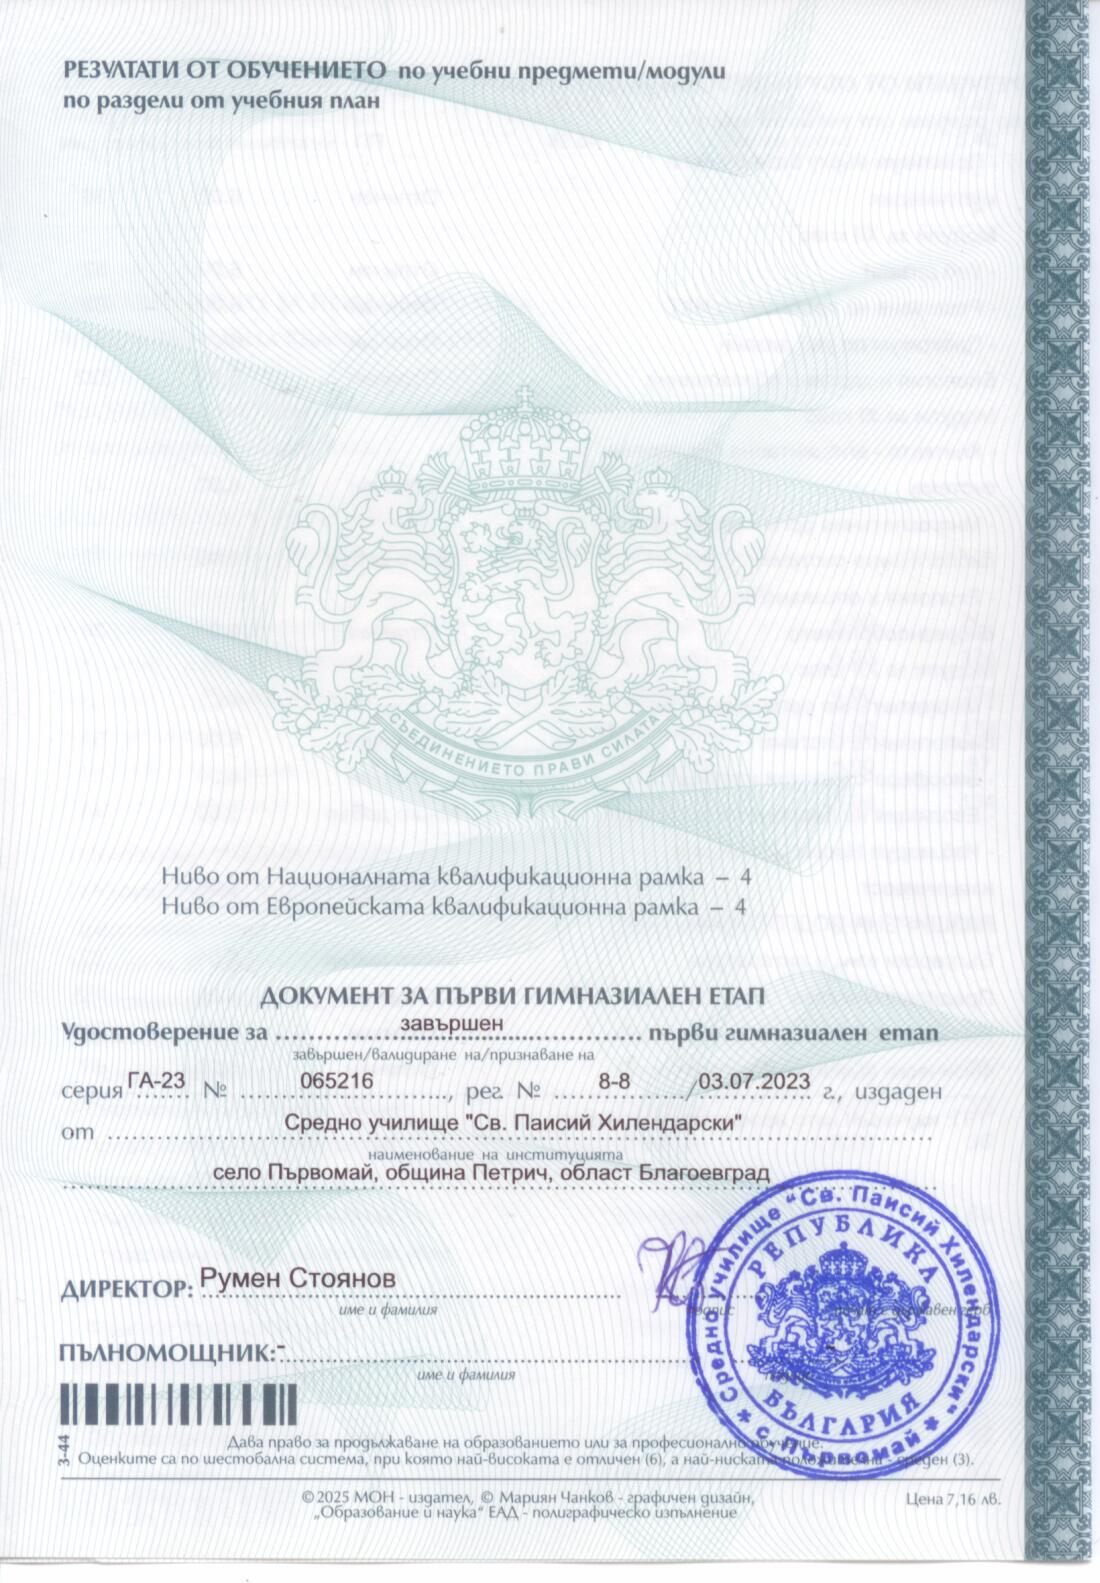 РЕЗУЛТАТИ ОТ ОБУЧЕНИЕТО по учебни предмети/модули
по раздели от учебния план
СЪЕДИНЕНИЕТО ПРАВИ СИЛАТА
Ниво от Националната квалификационна рамка – 4
Ниво от Европейската квалификационна рамка – 4
ДОКУМЕНТ ЗА ПЪРВИ ГИМНАЗИАЛЕН ЕТАП
Удостоверение за завършен първи гимназиален етап
завършен/валидиране на/признаване на
серия ГА-23 № 065216, рег. № 8-8 /03.07.2023 г., издаден
от Средно училище "Св. Паисий Хилендарски"
наименование на институцията
село Първомай, община Петрич, област Благоевград
ДИРЕКТОР: Румен Стоянов
име и фамилия подпис
ПЪЛНОМОЩНИК: -
име и фамилия
Средно училище "Св. Паисий Хилендарски"
с. Първомай
РЕПУБЛИКА
БЪЛГАРИЯ
3-44
Дава право за продължаване на образованието или за професионално обучение.
Оценките са по шестобална система, при която най-високата е отличен (6), а най-ниската положителна - среден (3).
© 2025 МОН - издател, © Мариян Чанков - графичен дизайн,
„Образование и наука“ ЕАД - полиграфическо изпълнение
Цена 7,16 лв.